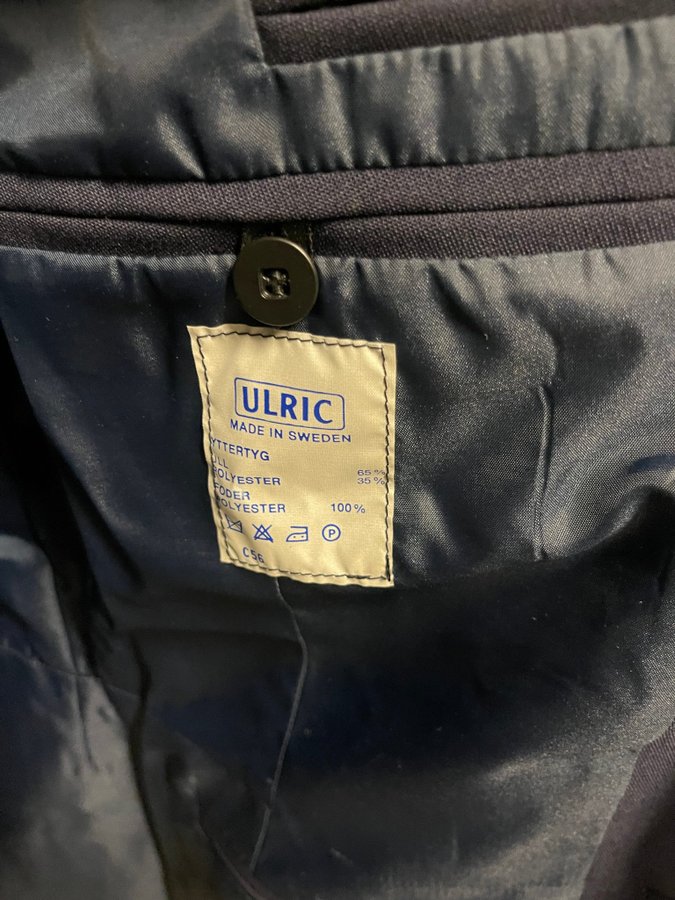 ULRIC
MADE IN SWEDEN
YTTERTYG
ULL 65%
POLYESTER 35%
FODER
POLYESTER 100%
P
C56